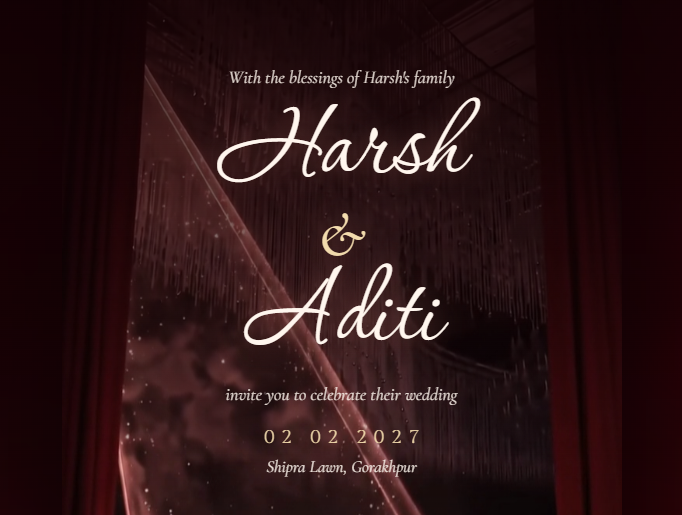 With the blessings of Harsh's family
Harsh
&
Aditi
invite you to celebrate their wedding
02 02 2027
Shipra Lawn, Gorakhpur